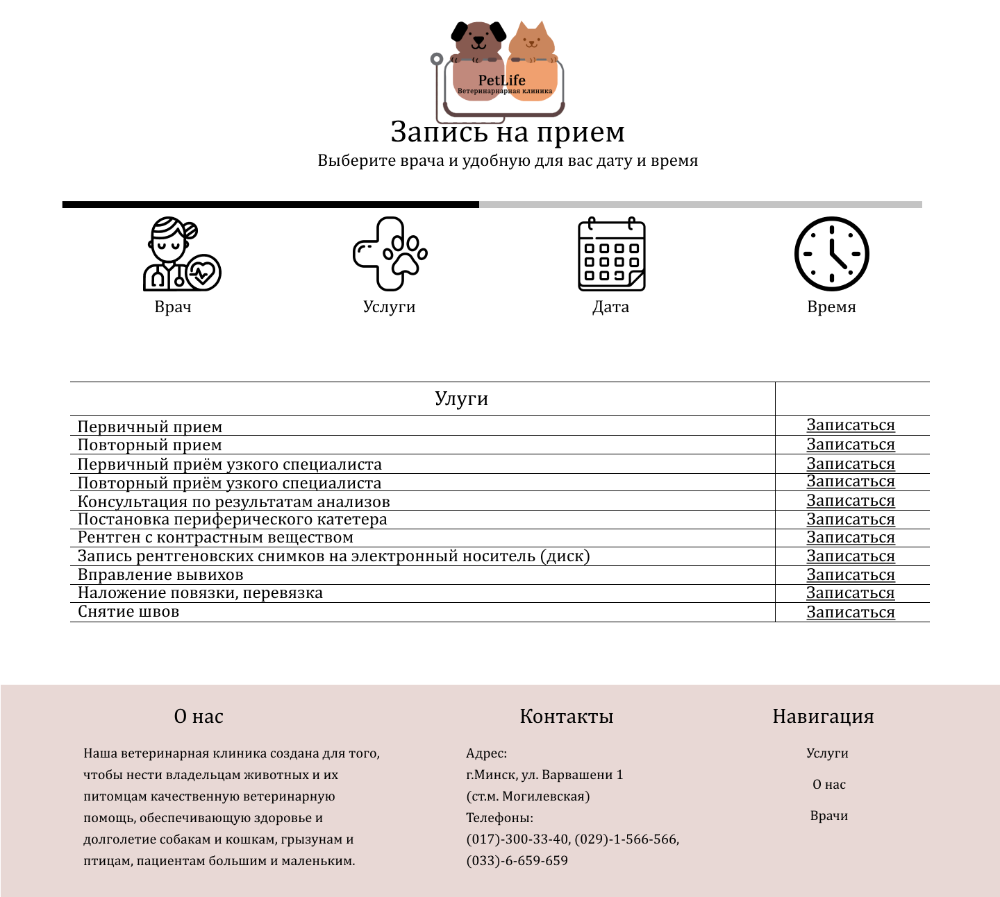 PetLife
Ветеринарнарная клиника
Запись на прием
Выберите врача и удобную для вас дату и время
Врач Услуги Дата Время
Улуги
Первичный прием Записаться
Повторный прием Записаться
Первичный приём узкого специалиста Записаться
Повторный приём узкого специалиста Записаться
Консультация по результатам анализов Записаться
Постановка периферического катетера Записаться
Рентген с контрастным веществом Записаться
Запись рентгеновских снимков на электронный носитель (диск) Записаться
Вправление вывихов Записаться
Наложение повязки, перевязка Записаться
Снятие швов Записаться
О нас
Наша ветеринарная клиника создана для того,
чтобы нести владельцам животных и их
питомцам качественную ветеринарную
помощь, обеспечивающую здоровье и
долголетие собакам и кошкам, грызунам и
птицам, пациентам большим и маленьким.
Контакты
Адрес:
г.Минск, ул. Варвашени 1
(ст.м. Могилевская)
Телефоны:
(017)-300-33-40, (029)-1-566-566,
(033)-6-659-659
Навигация
Услуги
О нас
Врачи